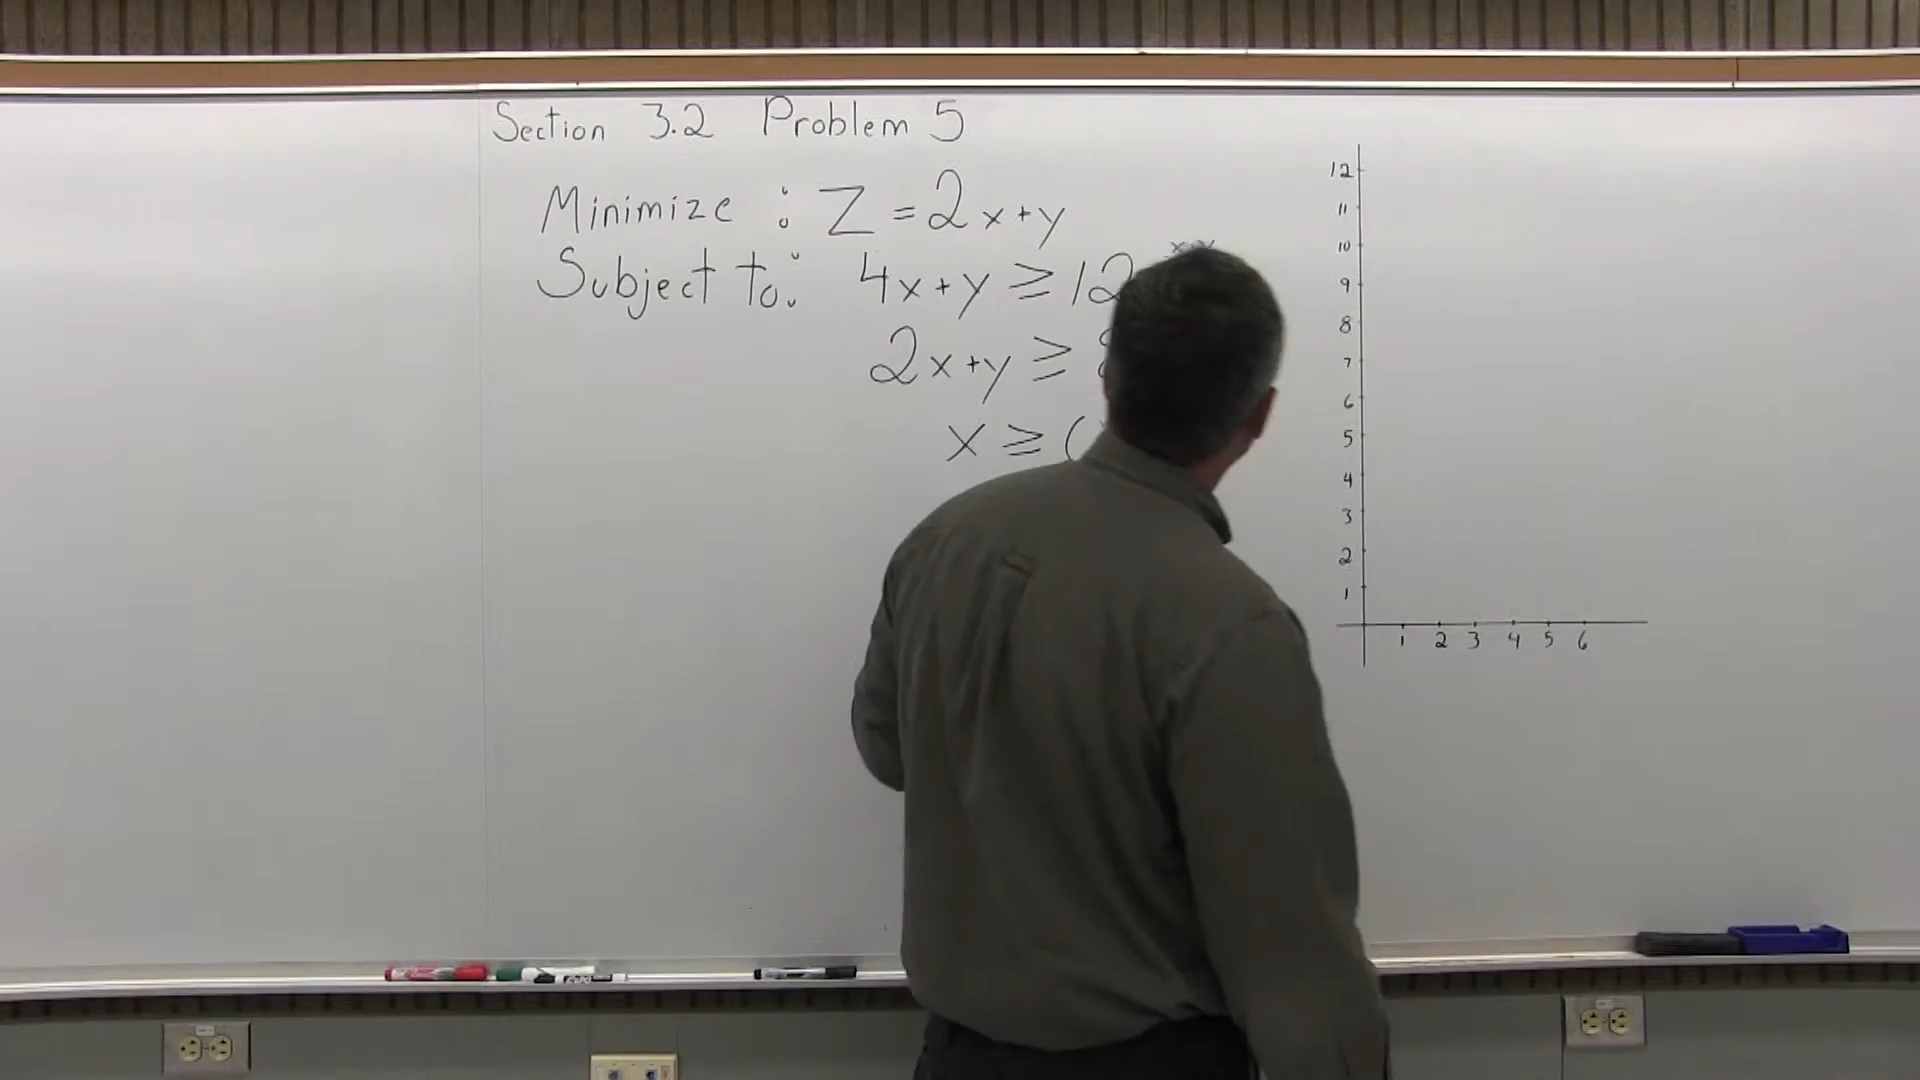 Section 3.2 Problem 5
Minimize : Z = 2x+y
Subject to: 4x+y ≥ 12
2x+y ≥
x ≥
12
11
10
9
8
7
6
5
4
3
2
1
1 2 3 4 5 6